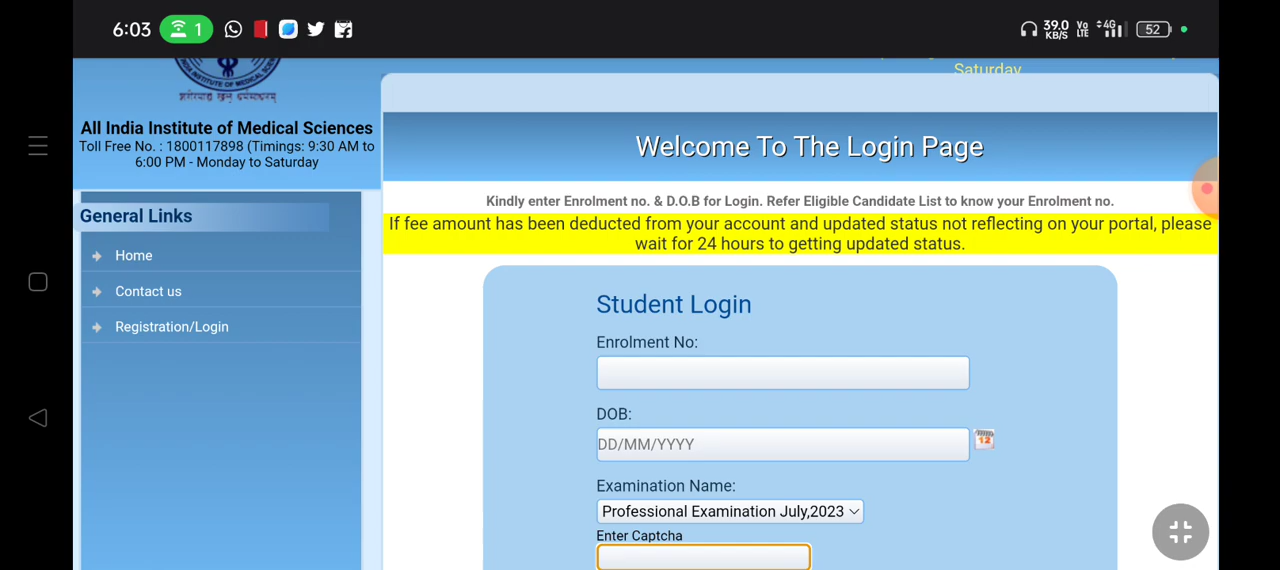 6:03 1 39.0 KB/S Vo LTE 4G 52
Saturday
All India Institute of Medical Sciences
Toll Free No. : 1800117898 (Timings: 9:30 AM to
6:00 PM - Monday to Saturday
General Links
Home
Contact us
Registration/Login
Welcome To The Login Page
Kindly enter Enrolment no. & D.O.B for Login. Refer Eligible Candidate List to know your Enrolment no.
If fee amount has been deducted from your account and updated status not reflecting on your portal, please
wait for 24 hours to getting updated status.
Student Login
Enrolment No:
DOB:
DD/MM/YYYY
12
Examination Name:
Professional Examination July,2023
Enter Captcha